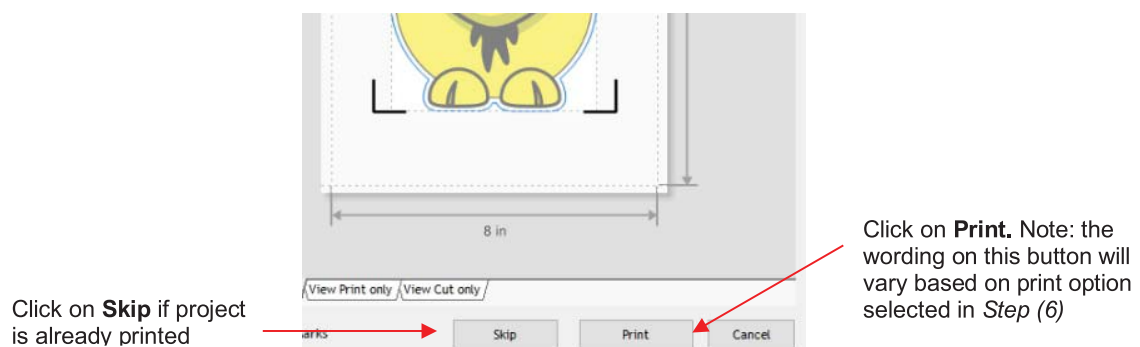 8 in
Click on Print. Note: the
wording on this button will
vary based on print option
selected in Step (6)
View Print only View Cut only
Click on Skip if project
is already printed
arks Skip Print Cancel